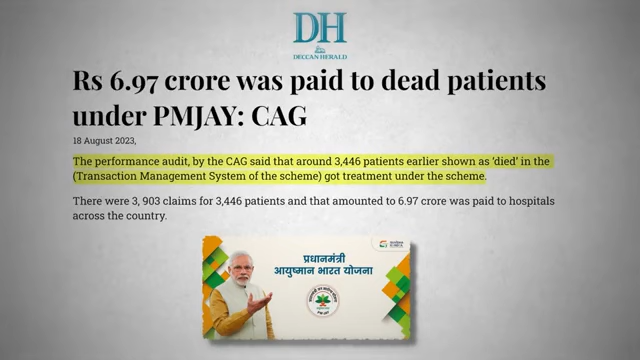 DH
DECCAN HERALD
Rs 6.97 crore was paid to dead patients
under PMJAY: CAG
18 August 2023,
The performance audit, by the CAG said that around 3,446 patients earlier shown as 'died' in the
(Transaction Management System of the scheme) got treatment under the scheme.
There were 3, 903 claims for 3,446 patients and that amounted to 6.97 crore was paid to hospitals
across the country.
प्रधानमंत्री
आयुष्मान भारत योजना